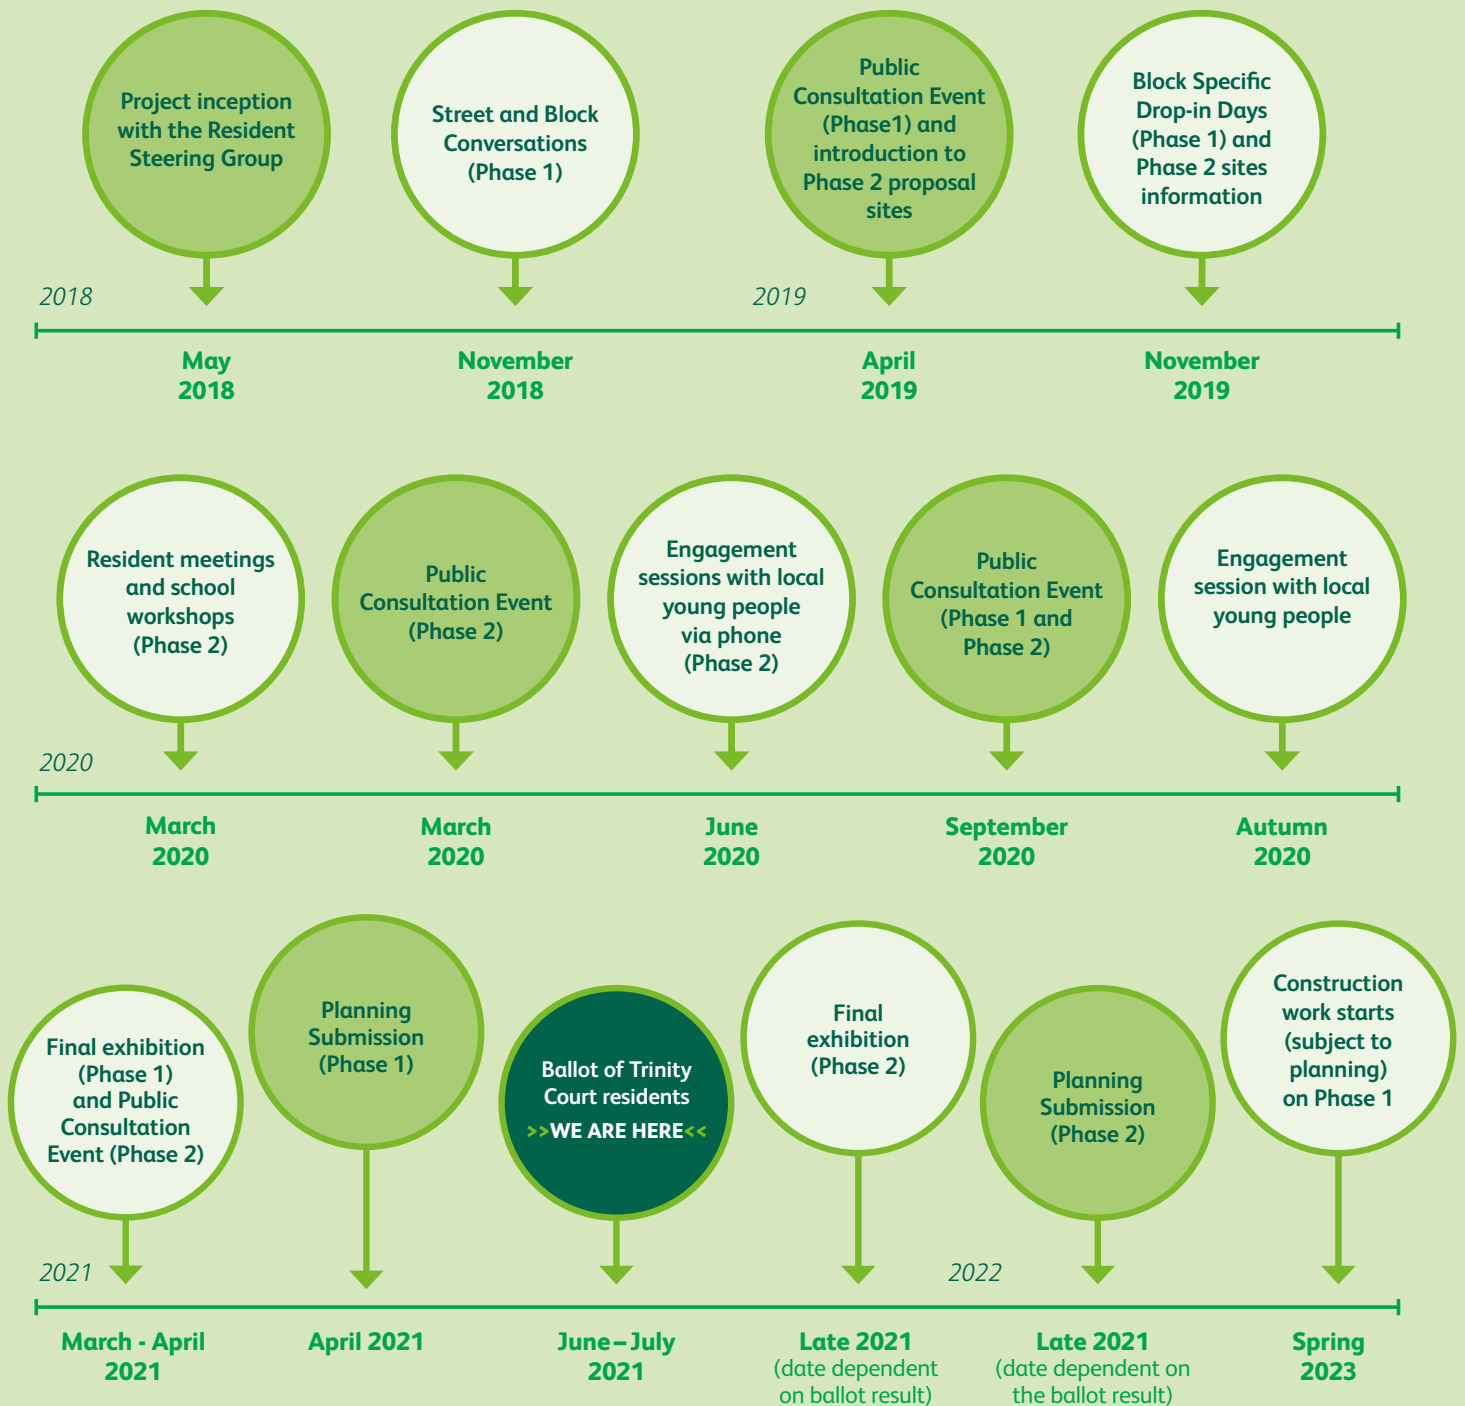 Project inception
with the Resident
Steering Group
Street and Block
Conversations
(Phase 1)
Public
Consultation Event
(Phase1) and
introduction to
Phase 2 proposal
sites
Block Specific
Drop-in Days
(Phase 1) and
Phase 2 sites
information
2018
2019
May
2018
November
2018
April
2019
November
2019
Resident meetings
and school
workshops
(Phase 2)
Public
Consultation Event
(Phase 2)
Engagement
sessions with local
young people
via phone
(Phase 2)
Public
Consultation Event
(Phase 1 and
Phase 2)
Engagement
session with local
young people
2020
March
2020
March
2020
June
2020
September
2020
Autumn
2020
Final exhibition
(Phase 1)
and Public
Consultation
Event (Phase 2)
Planning
Submission
(Phase 1)
Ballot of Trinity
Court residents
>>WE ARE HERE<<
Final
exhibition
(Phase 2)
Planning
Submission
(Phase 2)
Construction
work starts
(subject to
planning)
on Phase 1
2021
2022
March - April
2021
April 2021
June–July
2021
Late 2021
(date dependent
on ballot result)
Late 2021
(date dependent on
the ballot result)
Spring
2023